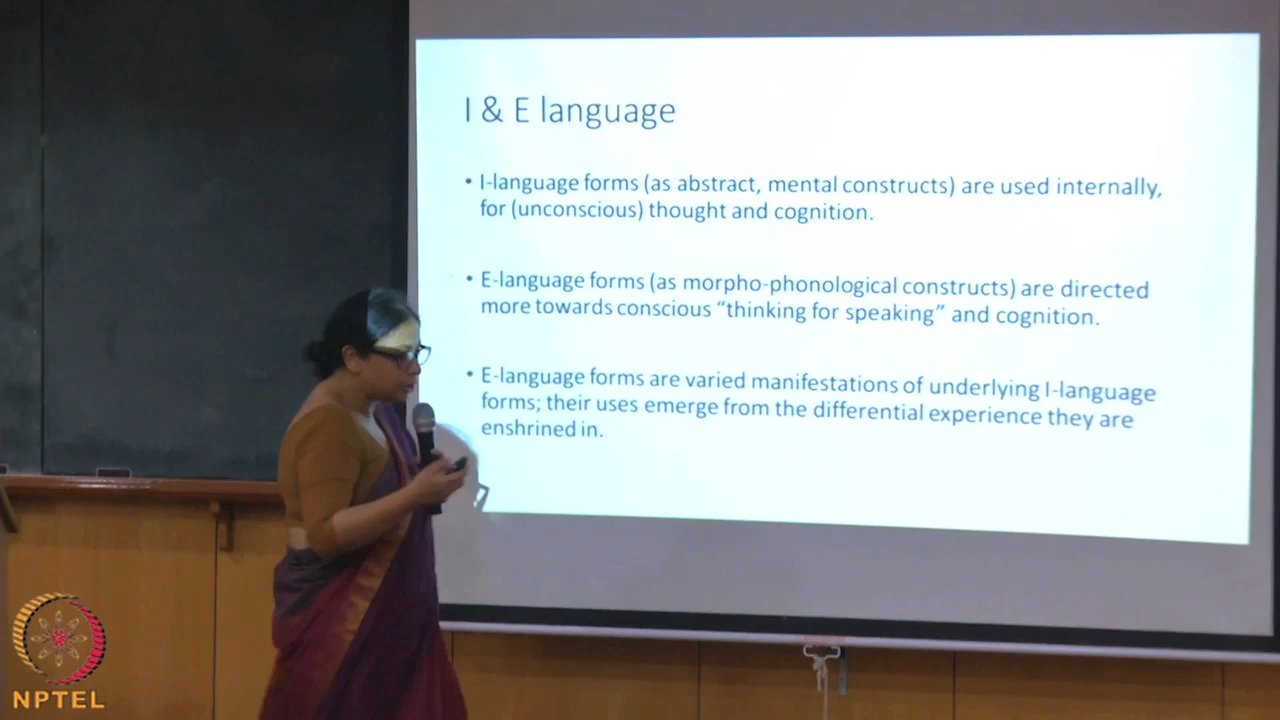 I & E language
• I-language forms (as abstract, mental constructs) are used internally,
for (unconscious) thought and cognition.
• E-language forms (as morpho-phonological constructs) are directed
more towards conscious “thinking for speaking” and cognition.
• E-language forms are varied manifestations of underlying I-language
forms; their uses emerge from the differential experience they are
enshrined in.
NPTEL